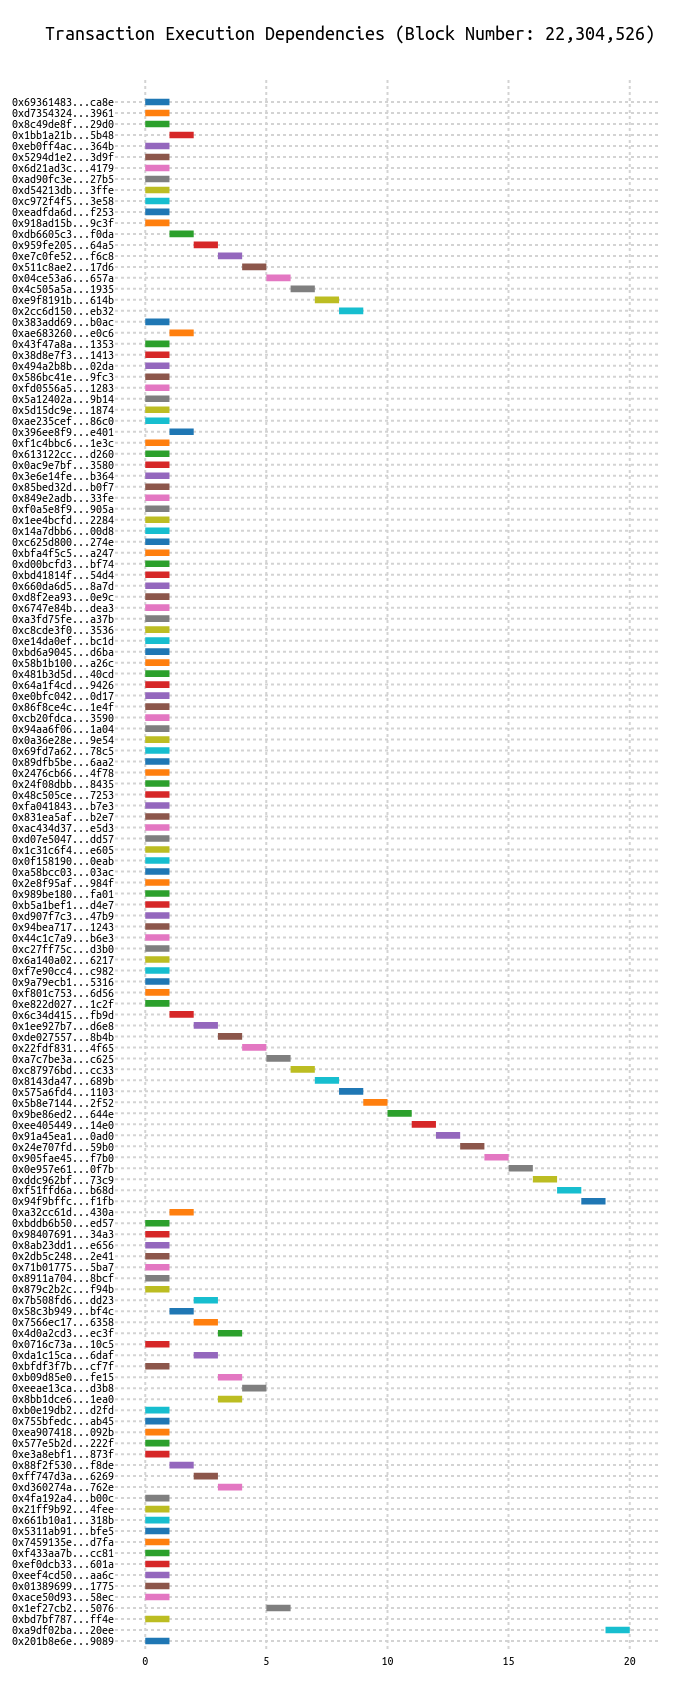 Transaction Execution Dependencies (Block Number: 22,304,526)
0x69361483...ca8e
0xd7354324...3961
0x8c49de8f...29d0
0x1bb1a21b...5b48
0xeb0ff4ac...364b
0x5294d1e2...3d9f
0x6d21ad3c...4179
0xad90fc3e...27b5
0xd54213db...3ffe
0xc972f4f5...3e58
0xeadfda6d...f253
0x918ad15b...9c3f
0xdb6605c3...f0da
0x959fe205...64a5
0xe7c0fe52...f6c8
0x511c8ae2...17d6
0x04ce53a6...657a
0x4c505a5a...1935
0xe9f8191b...614b
0x2cc6d150...eb32
0x383add69...b0ac
0xae683260...e0c6
0x43f47a8a...1353
0x38d8e7f3...1413
0x494a2b8b...02da
0x586bc41e...9fc3
0xfd0556a5...1283
0x5a12402a...9b14
0x5d15dc9e...1874
0xae235cef...86c0
0x396ee8f9...e401
0xf1c4bbc6...1e3c
0x613122cc...d260
0x0ac9e7bf...3580
0x3e6e14fe...b364
0x85bed32d...b0f7
0x849e2adb...33fe
0xf0a5e8f9...905a
0x1ee4bcfd...2284
0x14a7dbb6...00d8
0xc625d800...274e
0xbfa4f5c5...a247
0xd00bcfd3...bf74
0xbd41814f...54d4
0x660da6d5...8a7d
0xd8f2ea93...0e9c
0x6747e84b...dea3
0xa3fd75fe...a37b
0xc8cde3f0...3536
0xe14da0ef...bc1d
0xbd6a9045...d6ba
0x58b1b100...a26c
0x481b3d5d...40cd
0x64a1f4cd...9426
0xe0bfc042...0d17
0x86f8ce4c...1e4f
0xcb20fdca...3590
0x94aa6f06...1a04
0x0a36e28e...9e54
0x69fd7a62...78c5
0x89dfb5be...6aa2
0x2476cb66...4f78
0x24f08dbb...8435
0x48c505ce...7253
0xfa041843...b7e3
0x831ea5af...b2e7
0xac434d37...e5d3
0xd07e5047...dd57
0x1c31c6f4...e605
0x0f158190...0eab
0xa58bcc03...03ac
0x2e8f95af...984f
0x989be180...fa01
0xb5a1bef1...d4e7
0xd907f7c3...47b9
0x94bea717...1243
0x44c1c7a9...b6e3
0xc27ff75c...d3b0
0x6a140a02...6217
0xf7e90cc4...c982
0x9a79ecb1...5316
0xf801c753...6d56
0xe822d027...1c2f
0x6c34d415...fb9d
0x1ee927b7...d6e8
0xde027557...8b4b
0x22fdf831...4f65
0xa7c7be3a...c625
0xc87976bd...cc33
0x8143da47...689b
0x575a6fd4...1103
0x5b8e7144...2f52
0x9be86ed2...644e
0xee405449...14e0
0x91a45ea1...0ad0
0x24e707fd...59b0
0x905fae45...f7b0
0x0e957e61...0f7b
0xddc962bf...73c9
0xf51ffd6a...b68d
0x94f9bffc...f1fb
0xa32cc61d...430a
0xbddb6b50...ed57
0x98407691...34a3
0x8ab23dd1...e656
0x2db5c248...2e41
0x71b01775...5ba7
0x8911a704...8bcf
0x879c2b2c...f94b
0x7b508fd6...dd23
0x58c3b949...bf4c
0x7566ec17...6358
0x4d0a2cd3...ec3f
0x0716c73a...10c5
0xda1c15ca...6daf
0xbfdf3f7b...cf7f
0xb09d85e0...fe15
0xeeae13ca...d3b8
0x8bb1dce6...1ea0
0xb0e19db2...d2fd
0x755bfedc...ab45
0xea907418...092b
0x577e5b2d...222f
0xe3a8ebf1...873f
0x88f2f530...f8de
0xff747d3a...6269
0xd360274a...762e
0x4fa192a4...b00c
0x21ff9b92...4fee
0x661b10a1...318b
0x5311ab91...bfe5
0x7459135e...d7fa
0xf433aa7b...cc81
0xef0dcb33...601a
0xeef4cd50...aa6c
0x01389699...1775
0xace50d93...58ec
0x1ef27cb2...5076
0xbd7bf787...ff4e
0xa9df02ba...20ee
0x201b8e6e...9089
0 5 10 15 20